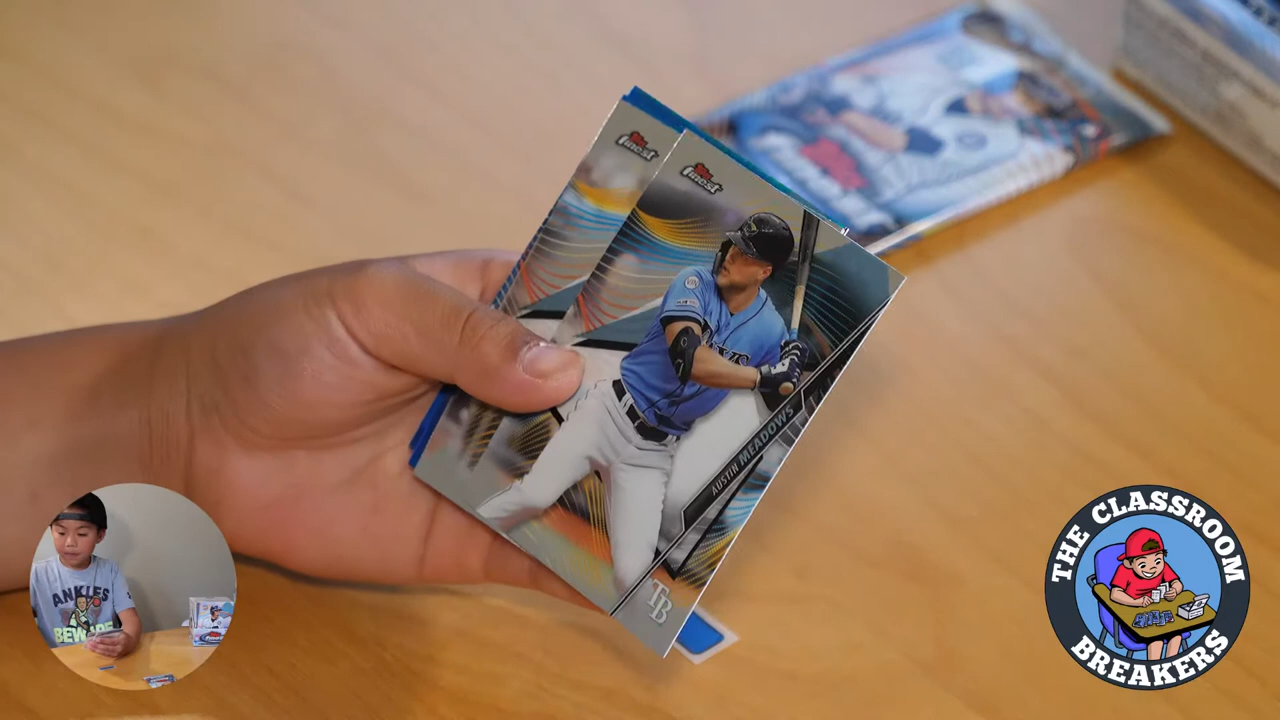 Topps
finest
Topps
finest
AUSTIN MEADOWS
TB
ANKLES
BEWARE
THE CLASSROOM
BREAKERS